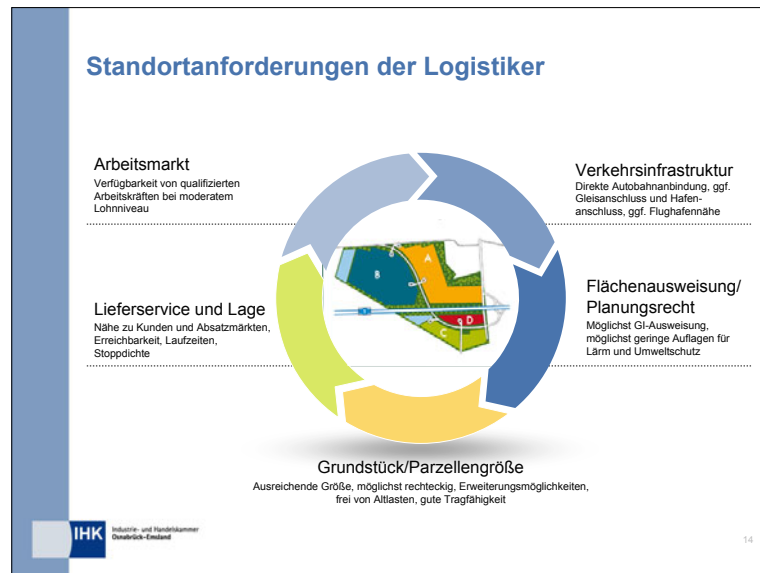 Standortanforderungen der Logistiker
Arbeitsmarkt
Verfügbarkeit von qualifizierten
Arbeitskräften bei moderatem
Lohnniveau
Verkehrsinfrastruktur
Direkte Autobahnanbindung, ggf.
Gleisanschluss und Hafen-
anschluss, ggf. Flughafennähe
Lieferservice und Lage
Nähe zu Kunden und Absatzmärkten,
Erreichbarkeit, Laufzeiten,
Stoppdichte
A
B
D
C
Flächenausweisung/
Planungsrecht
Möglichst GI-Ausweisung,
möglichst geringe Auflagen für
Lärm und Umweltschutz
Grundstück/Parzellengröße
Ausreichende Größe, möglichst rechteckig, Erweiterungsmöglichkeiten,
frei von Altlasten, gute Tragfähigkeit
IHK
Industrie- und Handelskammer
Osnabrück-Emsland
14